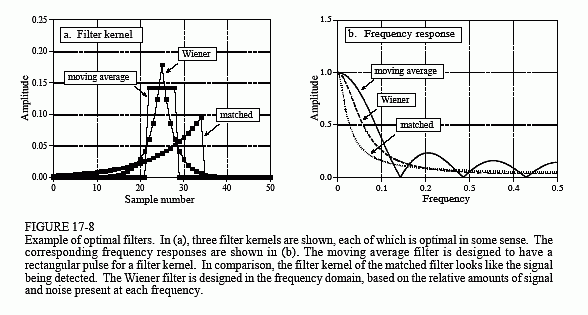 a. Filter kernel
Wiener
moving average
matched
0.25
0.20
0.15
0.10
0.05
0.00
Amplitude
0 10 20 30 40 50
Sample number
b. Frequency response
moving average
Wiener
matched
1.5
1.0
0.5
0.0
Amplitude
0 0.1 0.2 0.3 0.4 0.5
Frequency
FIGURE 17-8
Example of optimal filters. In (a), three filter kernels are shown, each of which is optimal in some sense. The
corresponding frequency responses are shown in (b). The moving average filter is designed to have a
rectangular pulse for a filter kernel. In comparison, the filter kernel of the matched filter looks like the signal
being detected. The Wiener filter is designed in the frequency domain, based on the relative amounts of signal
and noise present at each frequency.